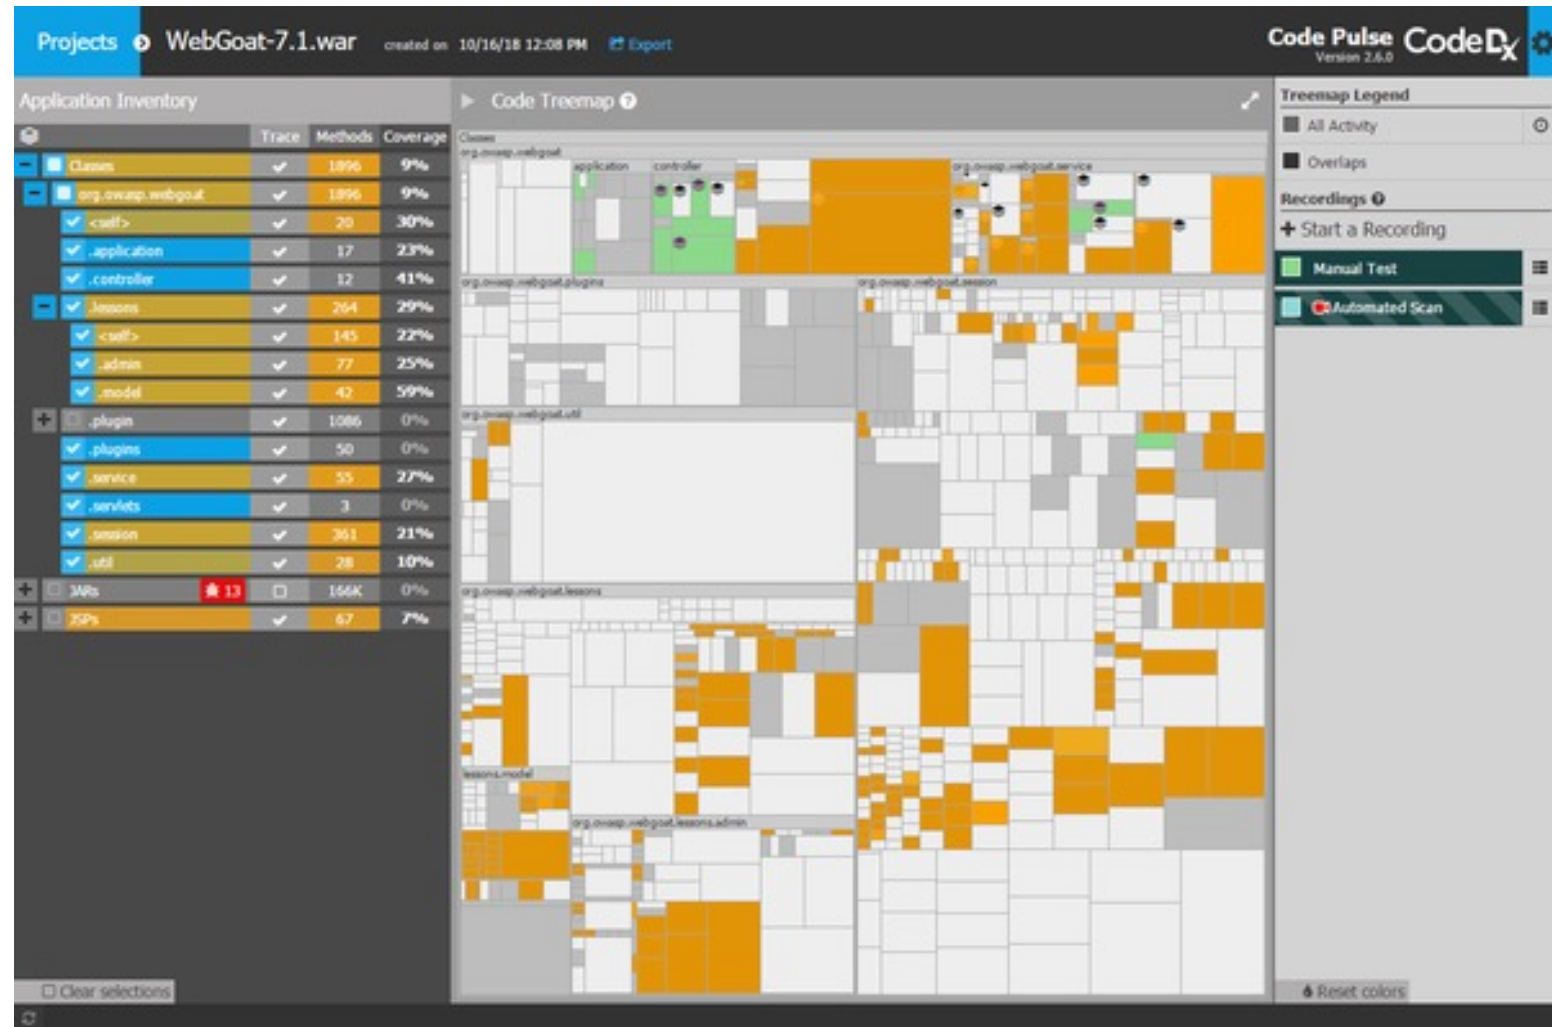 Projects WebGoat-7.1.war created on 10/16/18 12:08 PM Export
Code Pulse
Version 2.6.0
Code Dx
Application Inventory
Trace Methods Coverage
Classes 1896 9%
org.owasp.webgoat 1896 9%
<self> 20 30%
.application 17 23%
.controller 12 41%
.lessons 264 29%
<self> 145 22%
.admin 77 25%
.model 42 59%
.plugin 1086 0%
.plugins 50 0%
.service 55 27%
.servlets 3 0%
.session 361 21%
.util 28 10%
JARs 13 166K 0%
JSPs 67 7%
Clear selections
Code Treemap
Classes
org.owasp.webgoat
application controller org.owasp.webgoat.service
org.owasp.webgoat.plugins org.owasp.webgoat.session
org.owasp.webgoat.util
org.owasp.webgoat.lessons
lessons.model
org.owasp.webgoat.lessons.admin
Treemap Legend
All Activity
Overlaps
Recordings
Start a Recording
Manual Test
Automated Scan
Reset colors